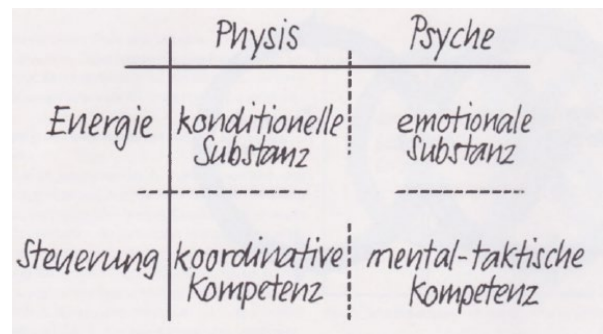 Physis Psyche
Energie konditionelle emotionale
Substanz Substanz
Steuerung koordinative mental-taktische
Kompetenz Kompetenz